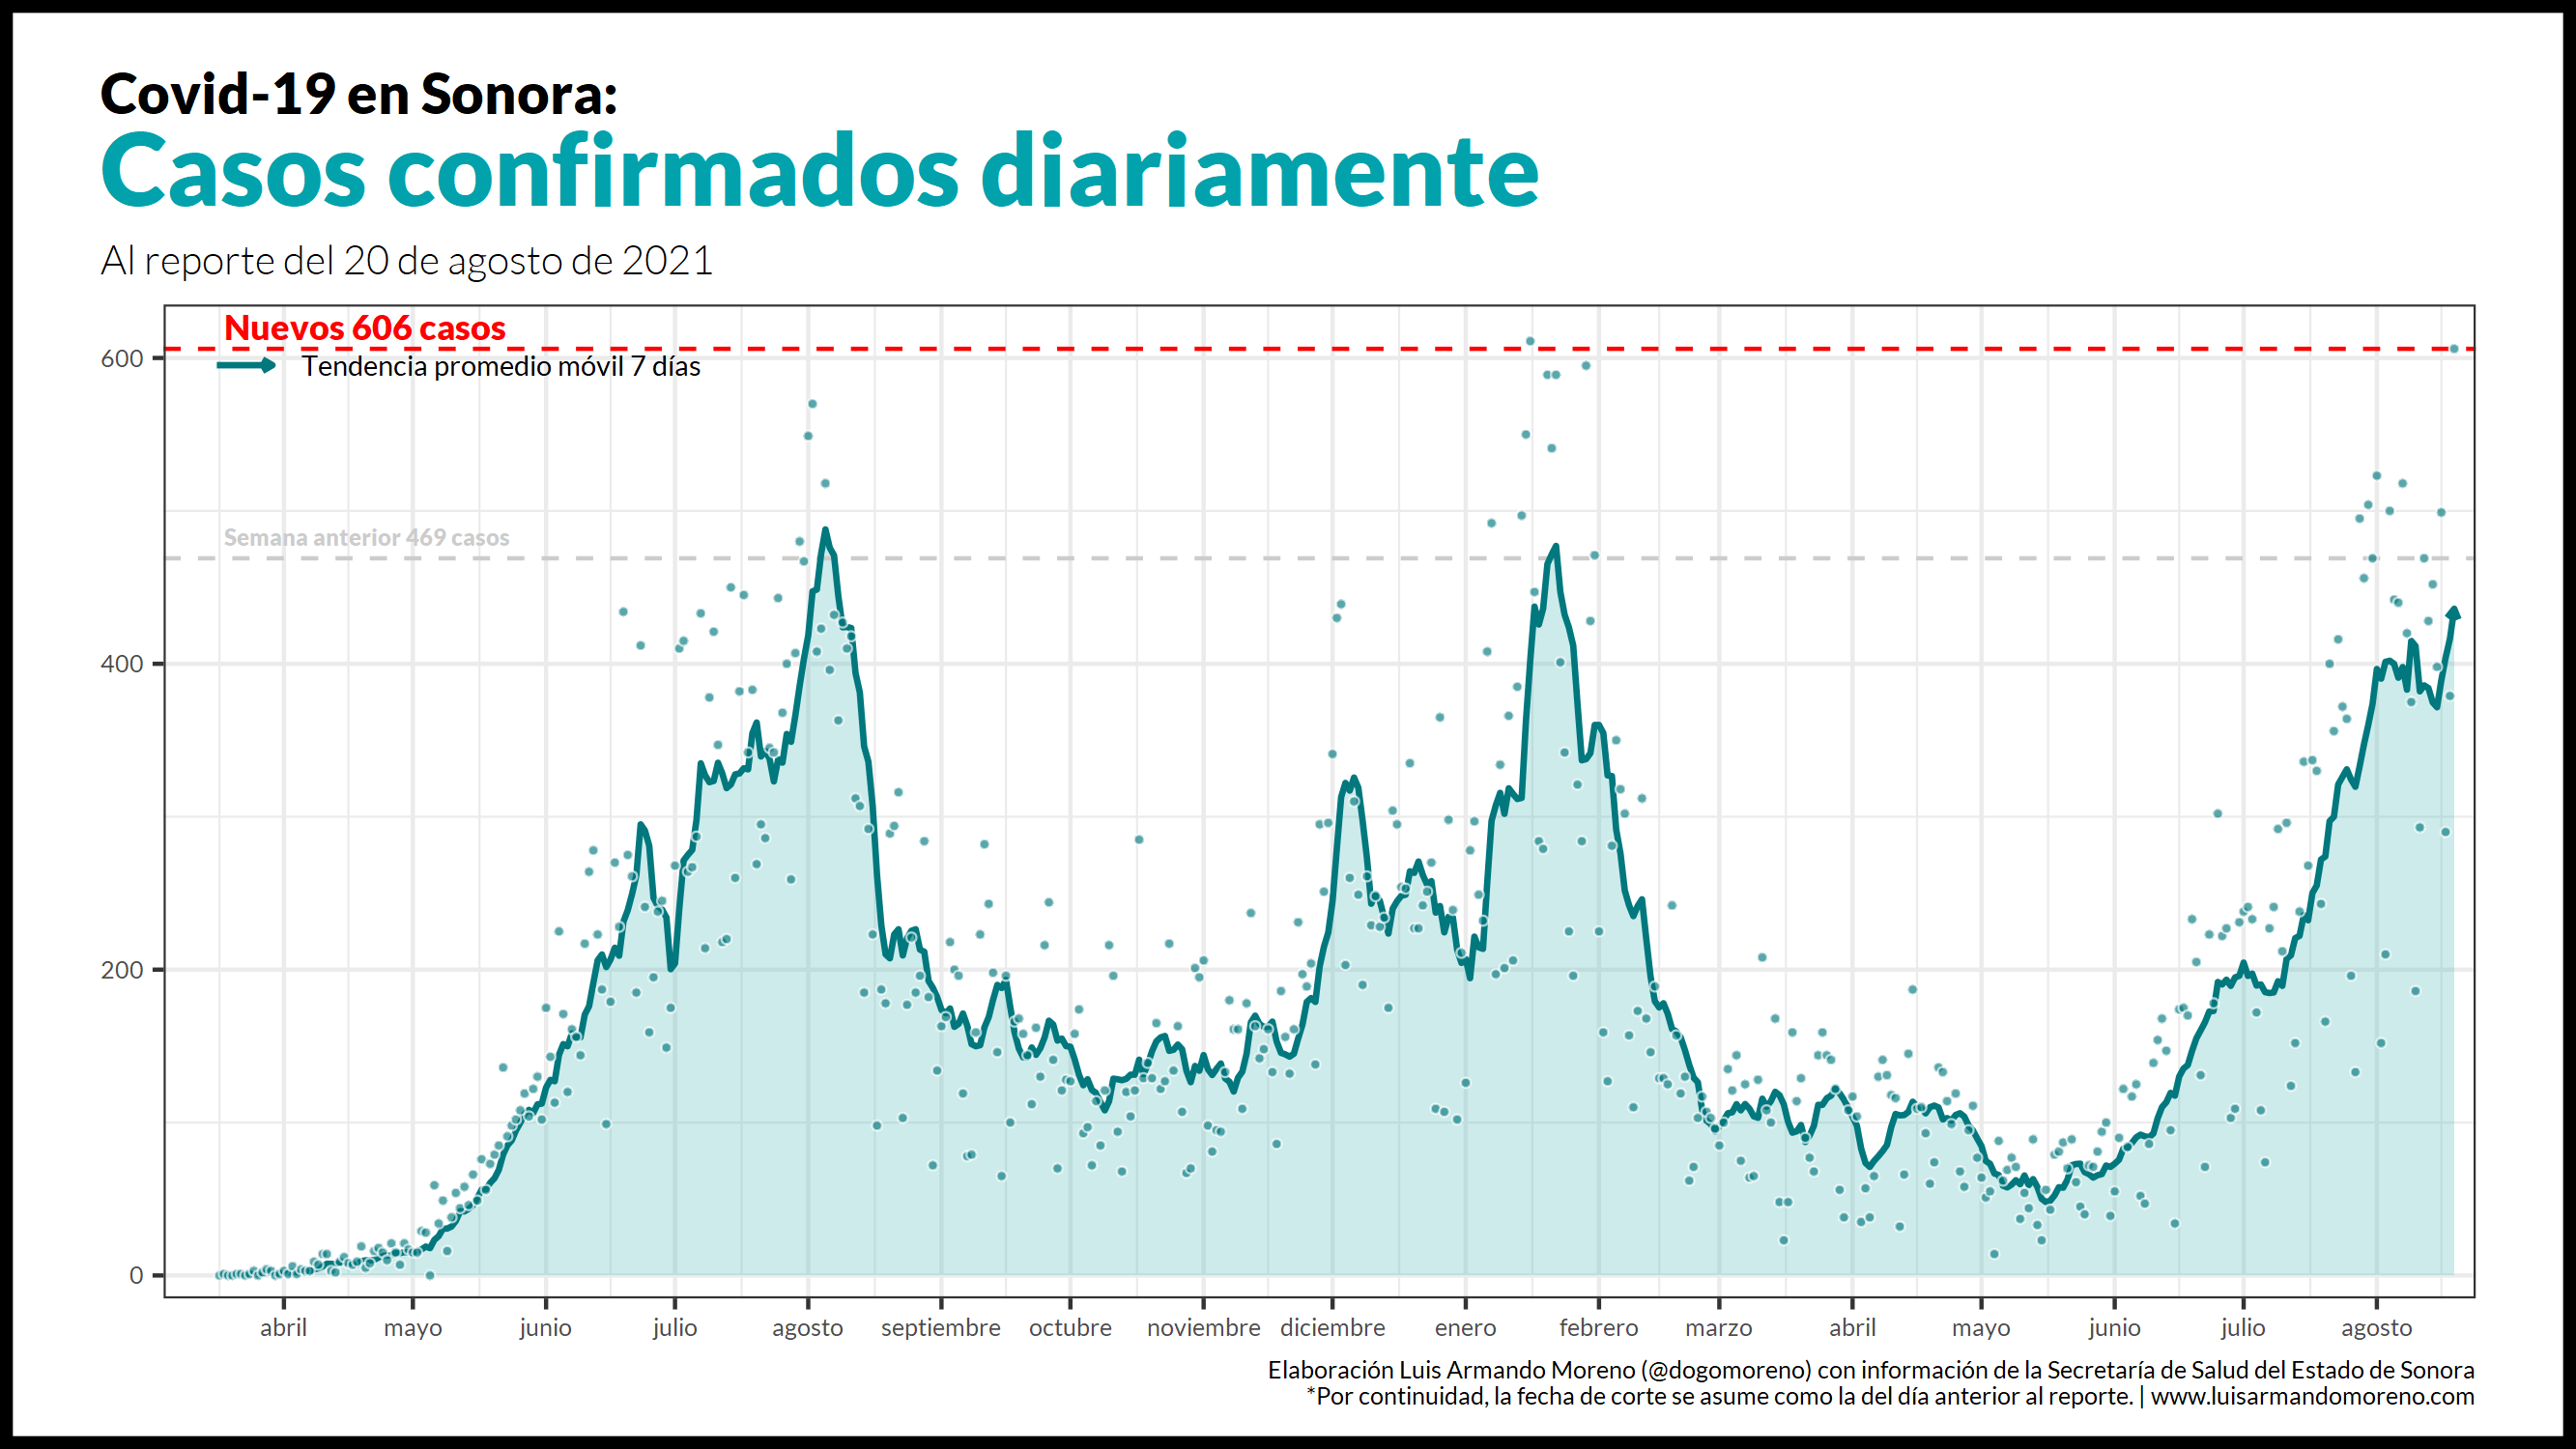 Covid-19 en Sonora:
Casos confirmados diariamente
Al reporte del 20 de agosto de 2021
Nuevos 606 casos
Tendencia promedio móvil 7 días
Semana anterior 469 casos
600
400
200
0
abril mayo junio julio agosto septiembre octubre noviembre diciembre enero febrero marzo abril mayo junio julio agosto
Elaboración Luis Armando Moreno (@dogomoreno) con información de la Secretaría de Salud del Estado de Sonora
*Por continuidad, la fecha de corte se asume como la del día anterior al reporte. | www.luisarmandomoreno.com